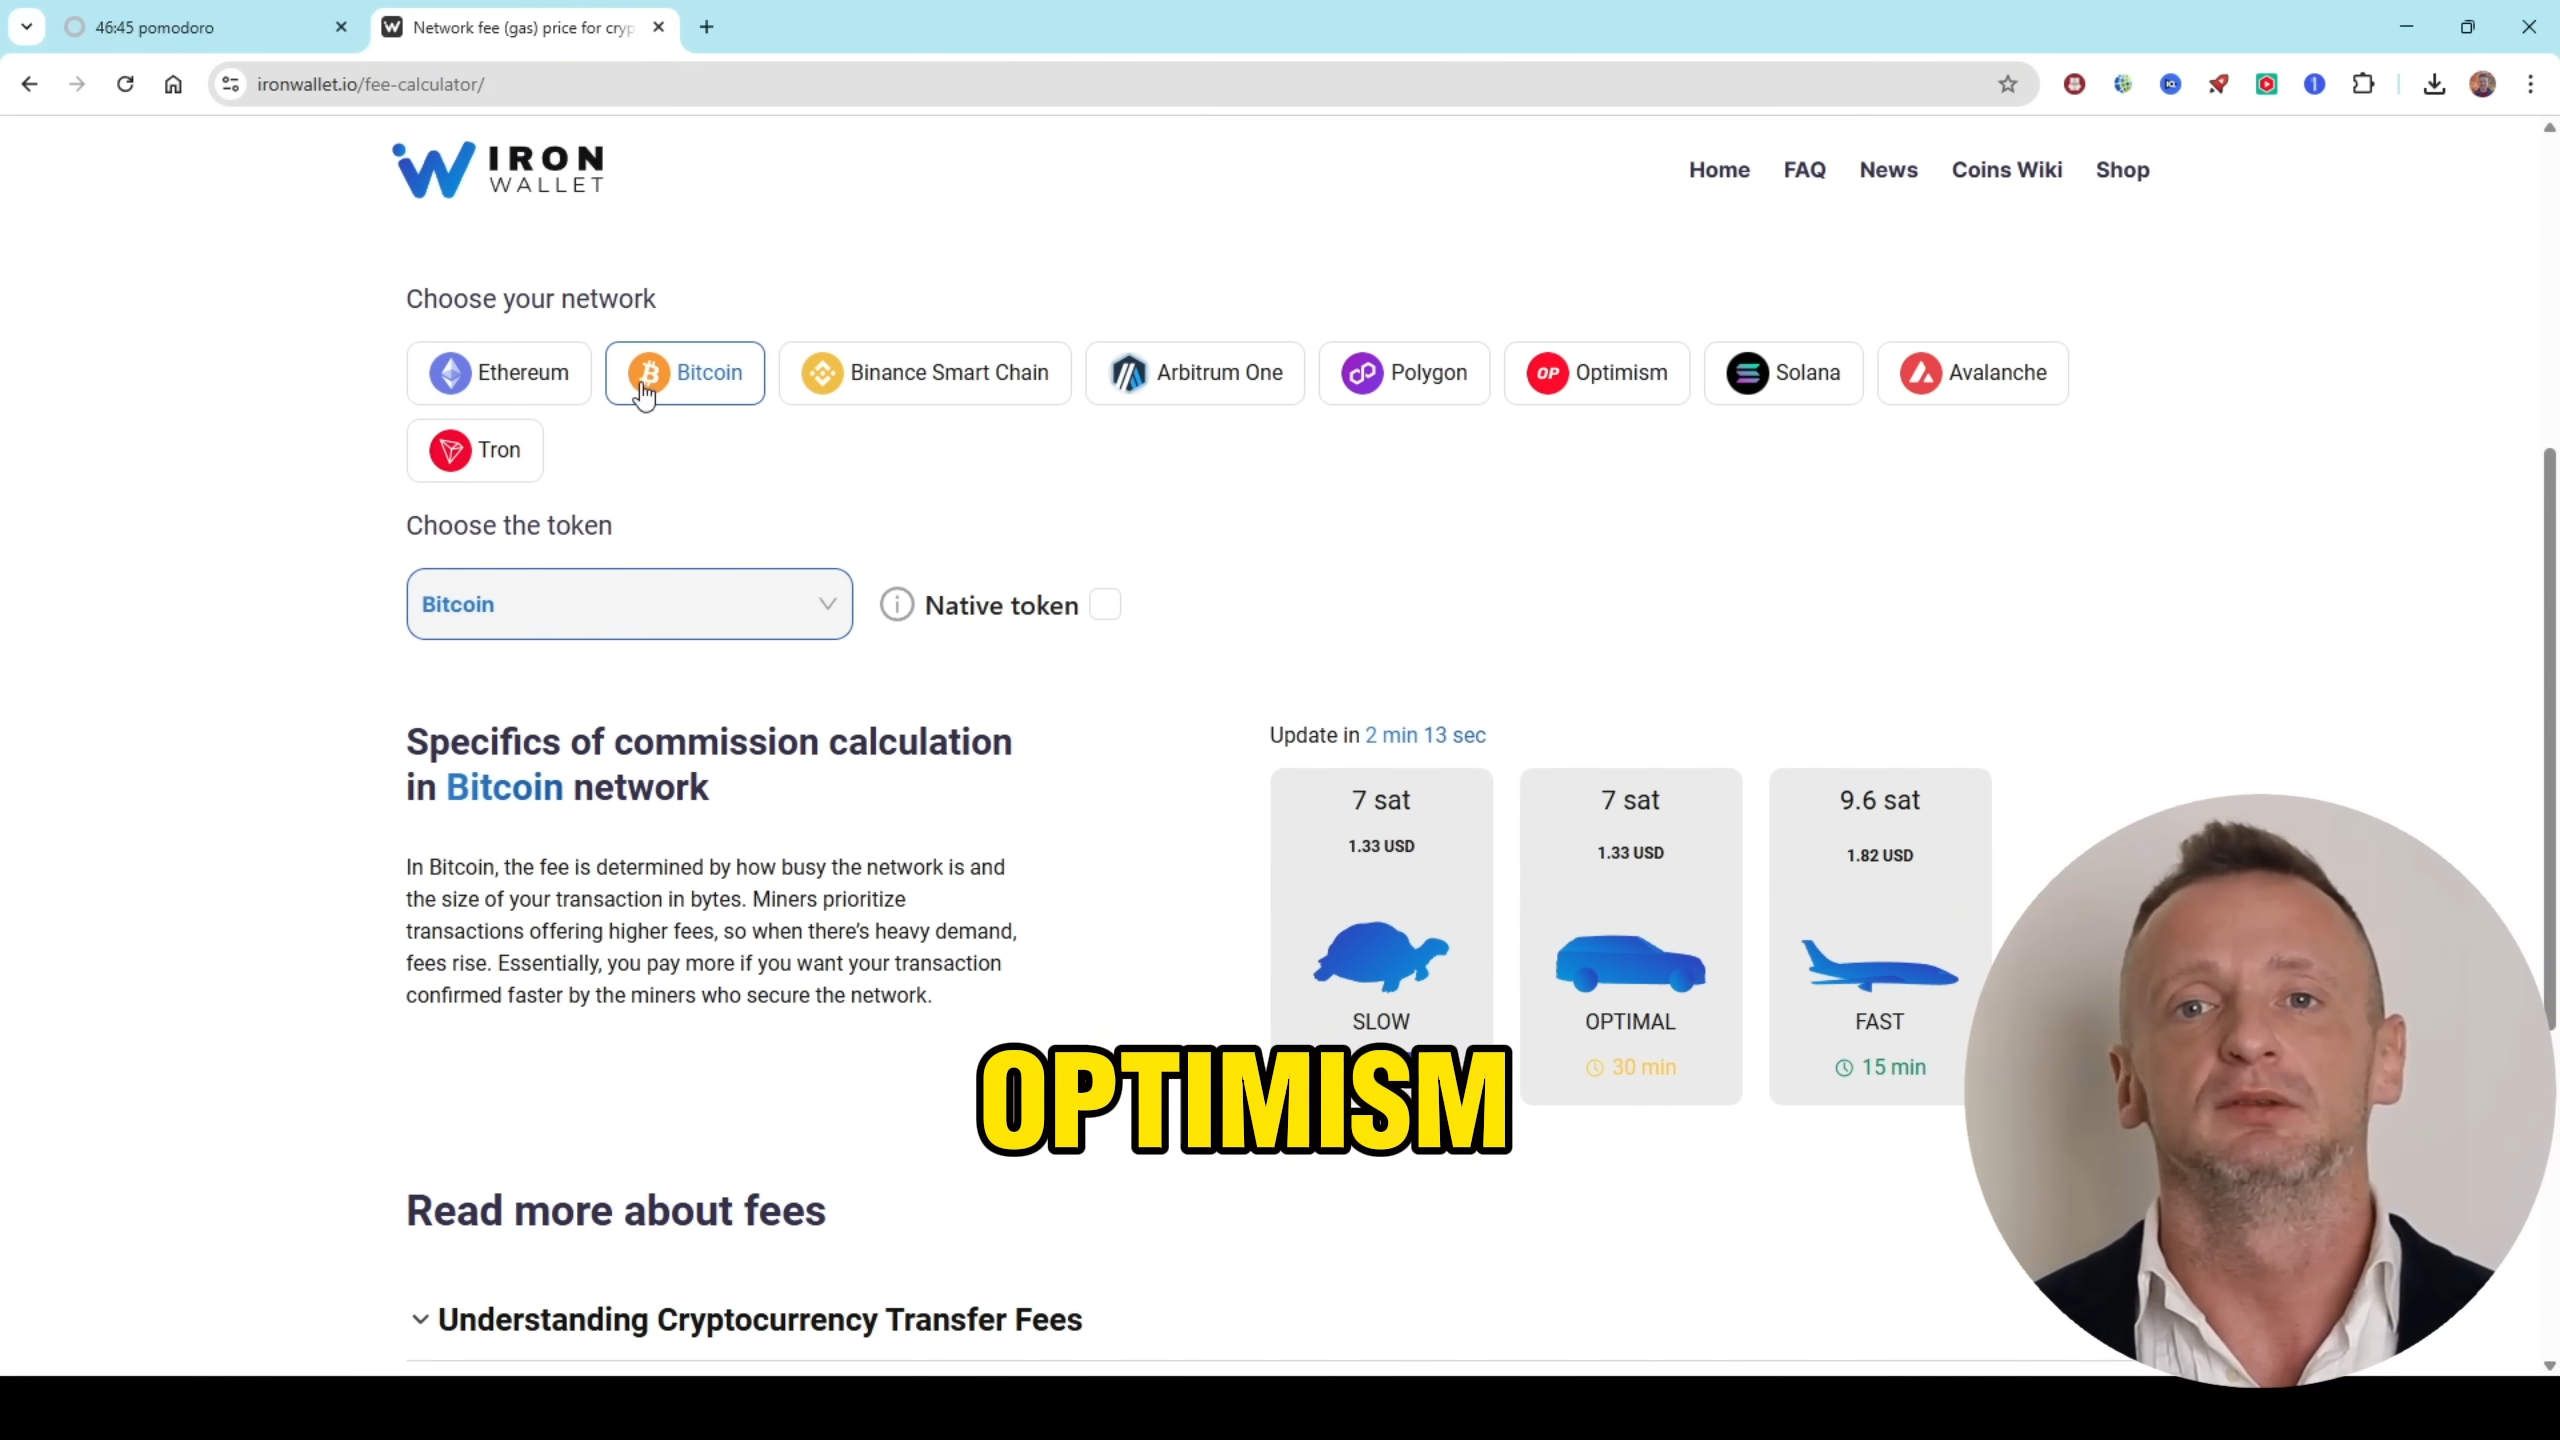 46:45 pomodoro
Network fee (gas) price for cryp
ironwallet.io/fee-calculator/
IRON
WALLET
Home
FAQ
News
Coins Wiki
Shop
Choose your network
Ethereum
Bitcoin
Binance Smart Chain
Arbitrum One
Polygon
OP Optimism
Solana
Avalanche
Tron
Choose the token
Bitcoin
Native token
Specifics of commission calculation
in Bitcoin network
In Bitcoin, the fee is determined by how busy the network is and
the size of your transaction in bytes. Miners prioritize
transactions offering higher fees, so when there's heavy demand,
fees rise. Essentially, you pay more if you want your transaction
confirmed faster by the miners who secure the network.
Update in 2 min 13 sec
7 sat
1.33 USD
SLOW
7 sat
1.33 USD
OPTIMAL
30 min
9.6 sat
1.82 USD
FAST
15 min
OPTIMISM
Read more about fees
Understanding Cryptocurrency Transfer Fees